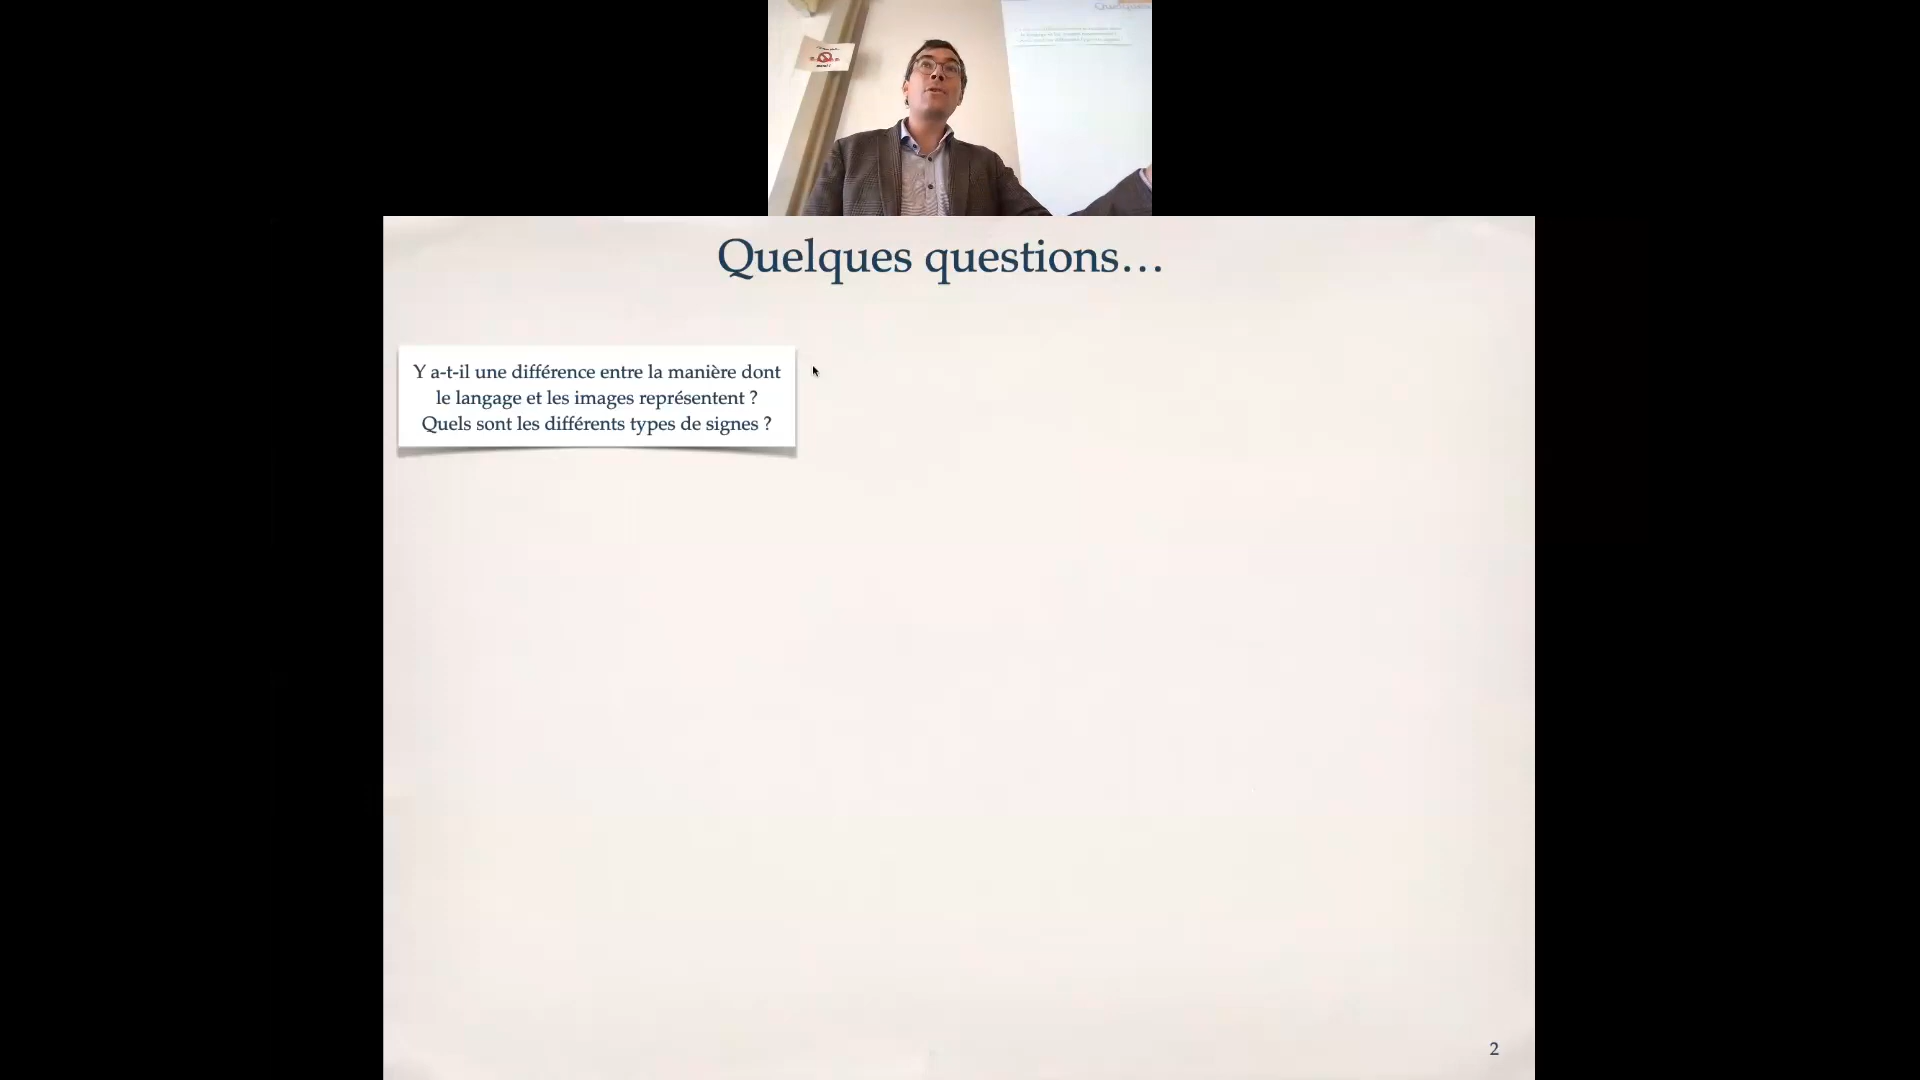 Quelques questions…
Y a-t-il une différence entre la manière dont
le langage et les images représentent ?
Quels sont les différents types de signes ?
2